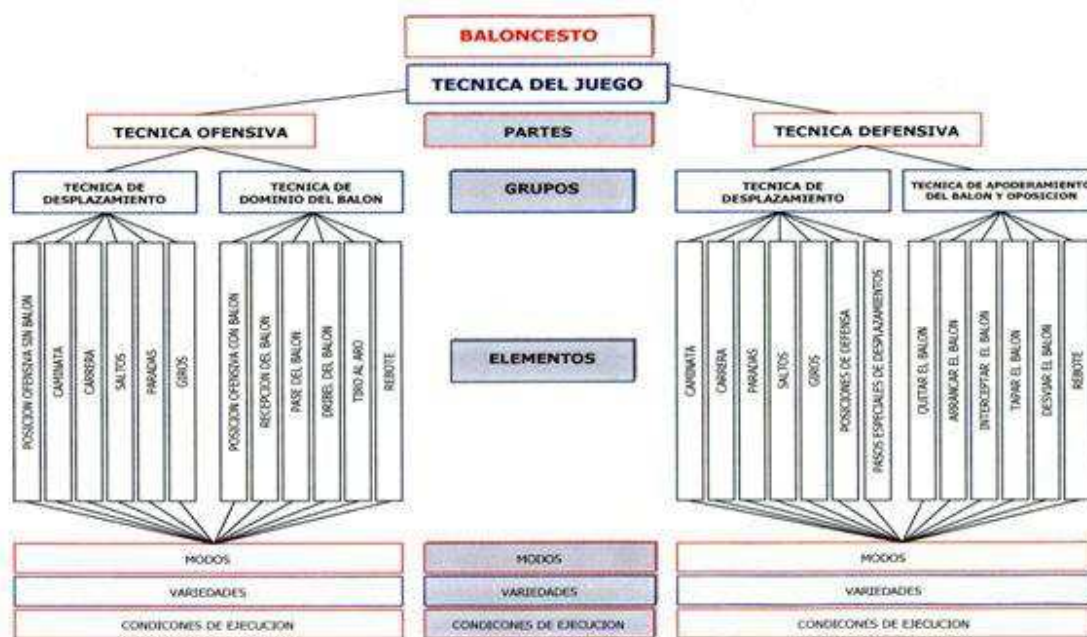 BALONCESTO
TECNICA DEL JUEGO
TECNICA OFENSIVA
PARTES
TECNICA DEFENSIVA
TECNICA DE
DESPLAZAMIENTO
TECNICA DE
DOMINIO DEL BALON
GRUPOS
TECNICA DE
DESPLAZAMIENTO
TECNICA DE APODERAMIENTO
DEL BALON Y OPOSICION
POSICION OFENSIVA SIN BALON
CAMINATA
CARRERA
SALTOS
PARADAS
GIROS
POSICION OFENSIVA CON BALON
RECEPCION DEL BALON
PASE DEL BALON
DRIBEL DEL BALON
TIRO AL ARO
REBOTE
ELEMENTOS
CAMINATA
CARRERA
PARADAS
SALTOS
GIROS
POSICIONES DE DEFENSA
PASOS ESPECIALES DE DESPLAZAMIENTOS
QUITAR EL BALON
ARRANCAR EL BALON
INTERCEPTAR EL BALON
TAPAR EL BALON
DESVIAR EL BALON
REBOTE
MODOS
MODOS
MODOS
VARIEDADES
VARIEDADES
VARIEDADES
CONDICONES DE EJECUCION
CONDICONES DE EJECUCION
CONDICONES DE EJECUCION